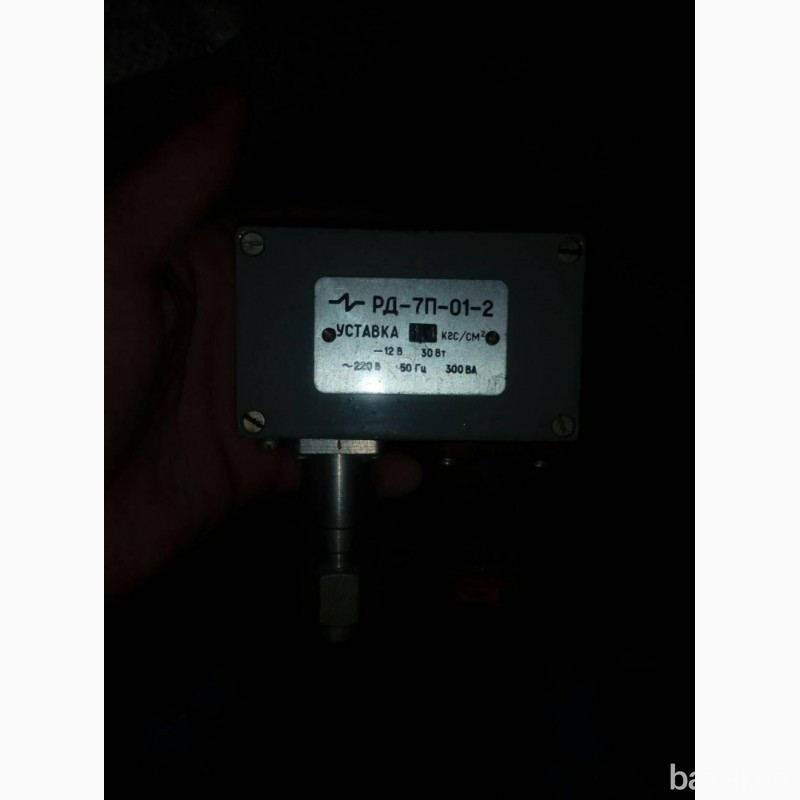 РД-7П-01-2
УСТАВКА кгс/см²
—12 В 30 Вт
~220 В 50 Гц 300 ВА